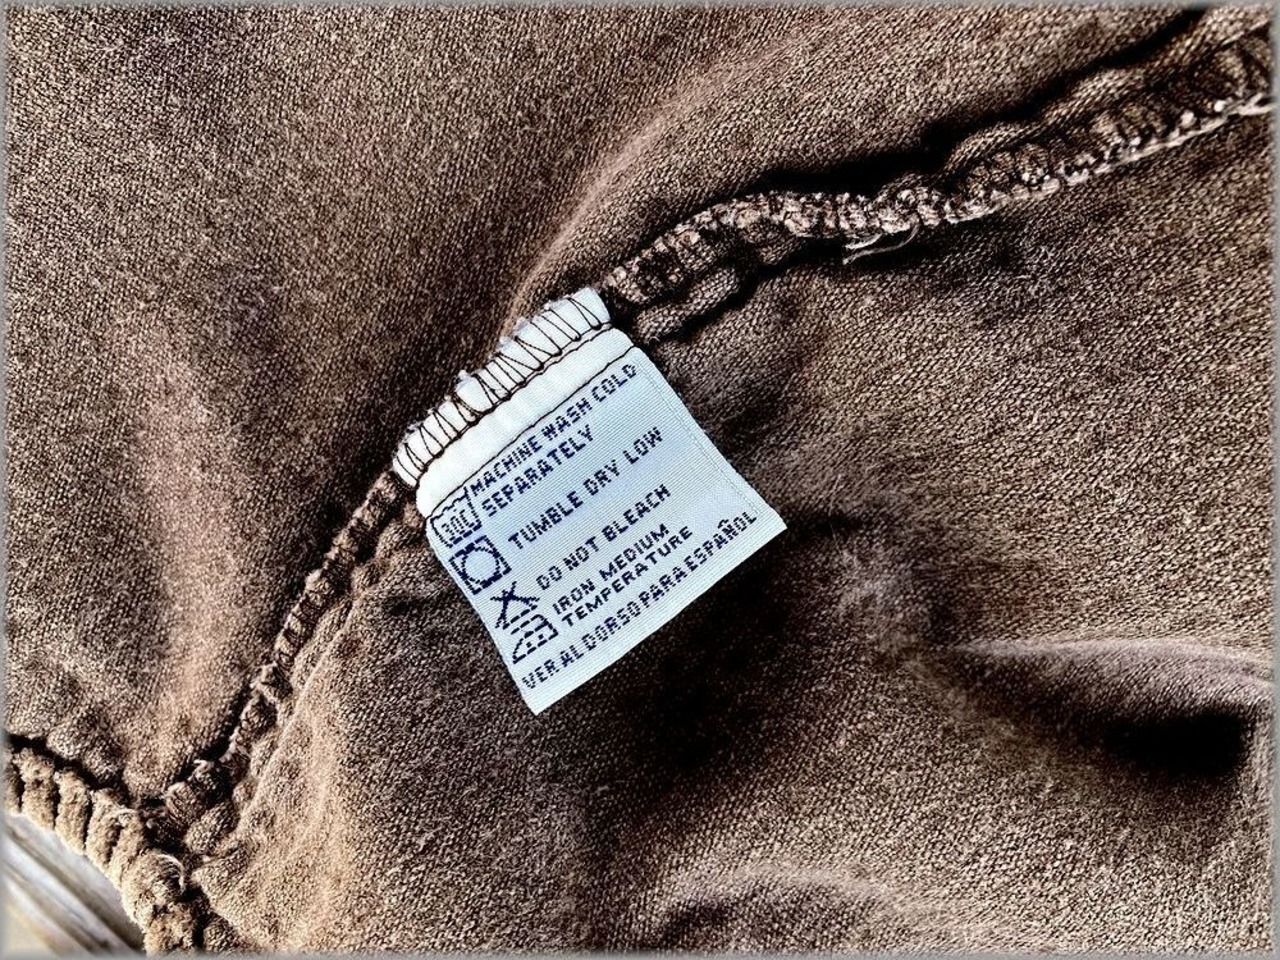 MACHINE WASH COLD
SEPARATELY
TUMBLE DRY LOW
DO NOT BLEACH
IRON MEDIUM
TEMPERATURE
VER AL DORSO PARA ESPAÑOL